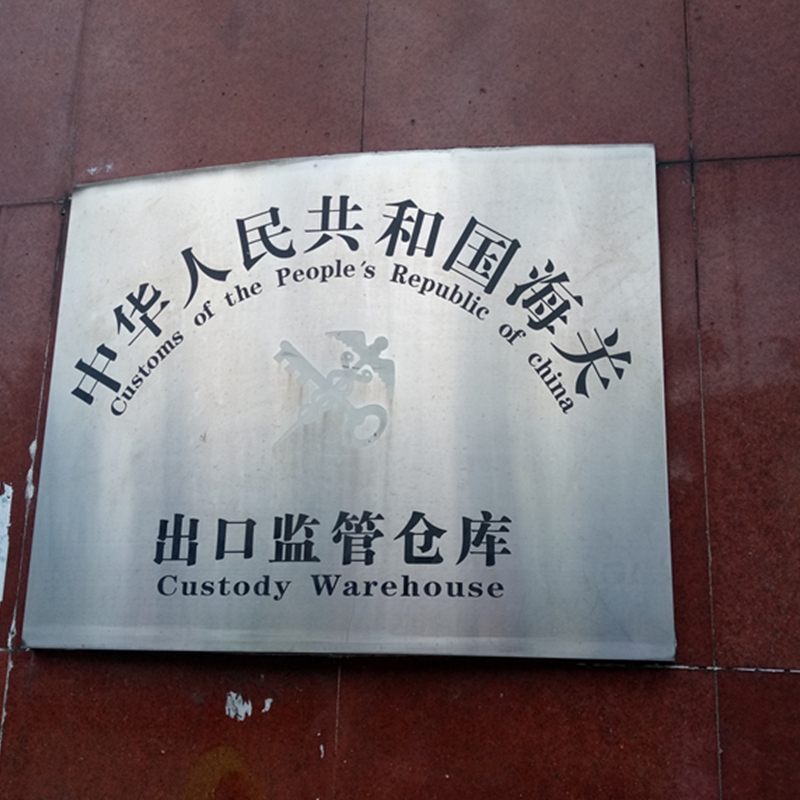 中华人民共和国海关
Customs of the People's Republic of china
出口监管仓库
Custody Warehouse